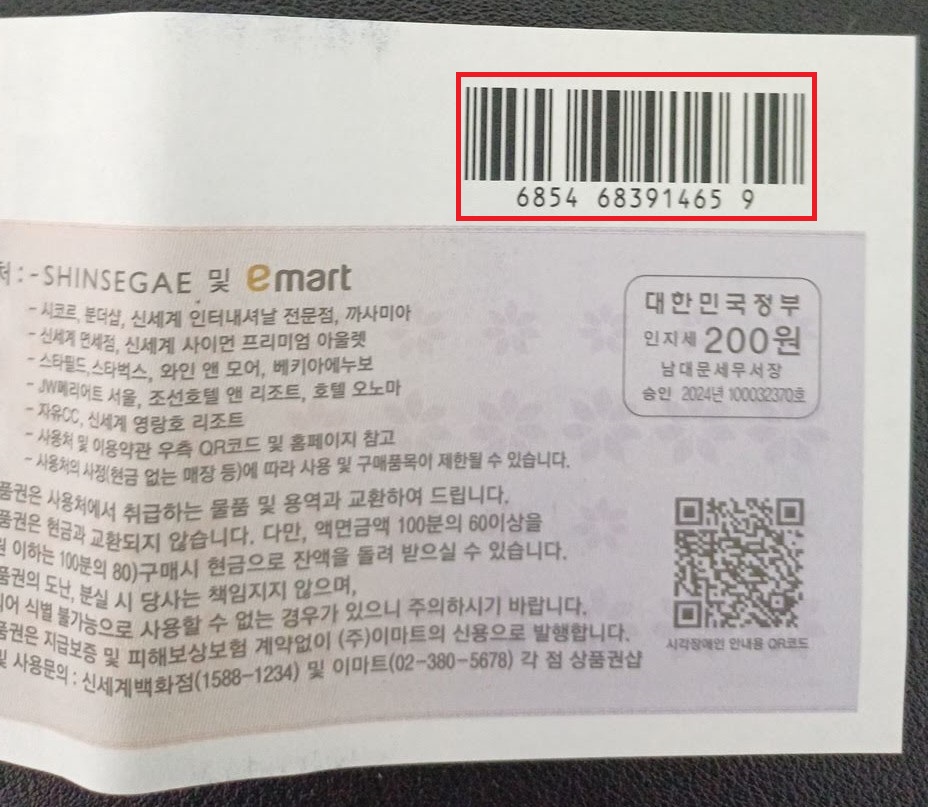 6854 68391465 9
처 : - SHINSEGAE 및 emart
- 시코르, 분더샵, 신세계 인터내셔날 전문점, 까사미아
- 신세계 면세점, 신세계 사이먼 프리미엄 아울렛
- 스타필드,스타벅스, 와인 앤 모어, 베키아에누보
- JW메리어트 서울, 조선호텔 앤 리조트, 호텔 오노마
- 자유CC, 신세계 영랑호 리조트
- 사용처 및 이용약관 우측 QR코드 및 홈페이지 참고
- 사용처의 사정(현금 없는 매장 등)에 따라 사용 및 구매품목이 제한될 수 있습니다.
품권은 사용처에서 취급하는 물품 및 용역과 교환하여 드립니다.
품권은 현금과 교환되지 않습니다. 다만, 액면금액 100분의 60이상을
원 이하는 100분의 80)구매시 현금으로 잔액을 돌려 받으실 수 있습니다.
품권의 도난, 분실 시 당사는 책임지지 않으며,
되어 식별 불가능으로 사용할 수 없는 경우가 있으니 주의하시기 바랍니다.
품권은 지급보증 및 피해보상보험 계약없이 (주)이마트의 신용으로 발행합니다.
및 사용문의 : 신세계백화점(1588-1234) 및 이마트(02-380-5678) 각 점 상품권샵
대한민국정부
인지세 200원
남대문세무서장
승인 2024년 100032370호
시각장애인 안내용 QR코드